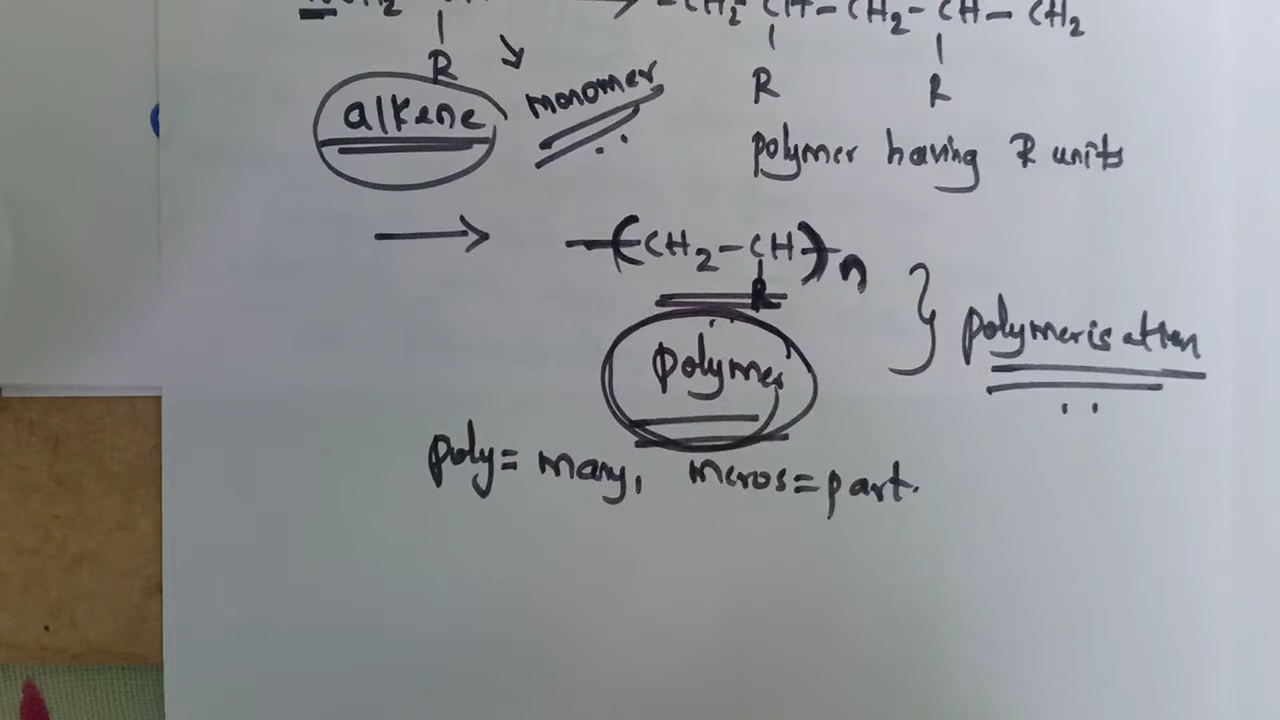 -CH2-CH-CH2-CH-CH2
R R R
alkene monomer
polymer having R units
→ -(CH2-CH)n
R
polymer } polymerisation
poly= many, meros=part.